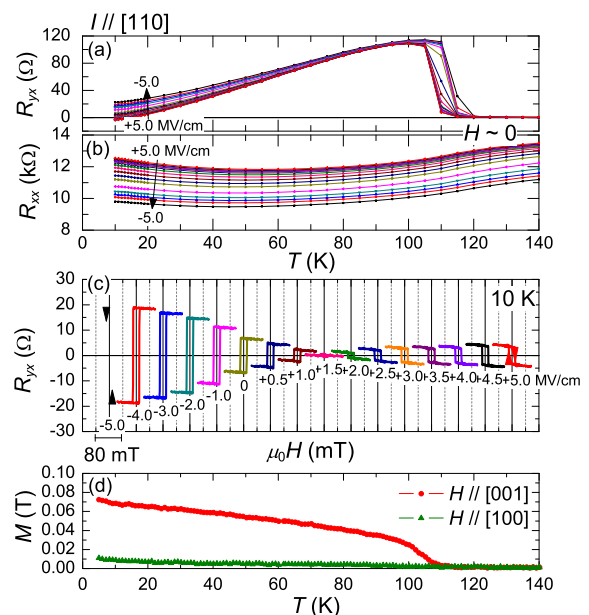 I // [110]
R_yx (Ω)
120
80
40
0
(a)
-5.0
+5.0 MV/cm
H ~ 0
R_xx (kΩ)
14
12
10
8
(b)
+5.0 MV/cm
-5.0
0 20 40 60 80 100 120 140
T (K)
R_yx (Ω)
30
20
10
0
-10
-20
-30
(c)
10 K
-5.0
-4.0
-3.0
-2.0
-1.0
0
+0.5
+1.0
+1.5
+2.0
+2.5
+3.0
+3.5
+4.0
+4.5
+5.0 MV/cm
80 mT
μ₀H (mT)
M (T)
0.10
0.08
0.06
0.04
0.02
0.00
(d)
H // [001]
H // [100]
0 20 40 60 80 100 120 140
T (K)